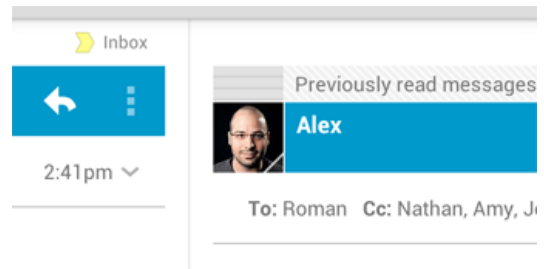 Inbox
2:41pm
Previously read messages
Alex
To: Roman Cc: Nathan, Amy,